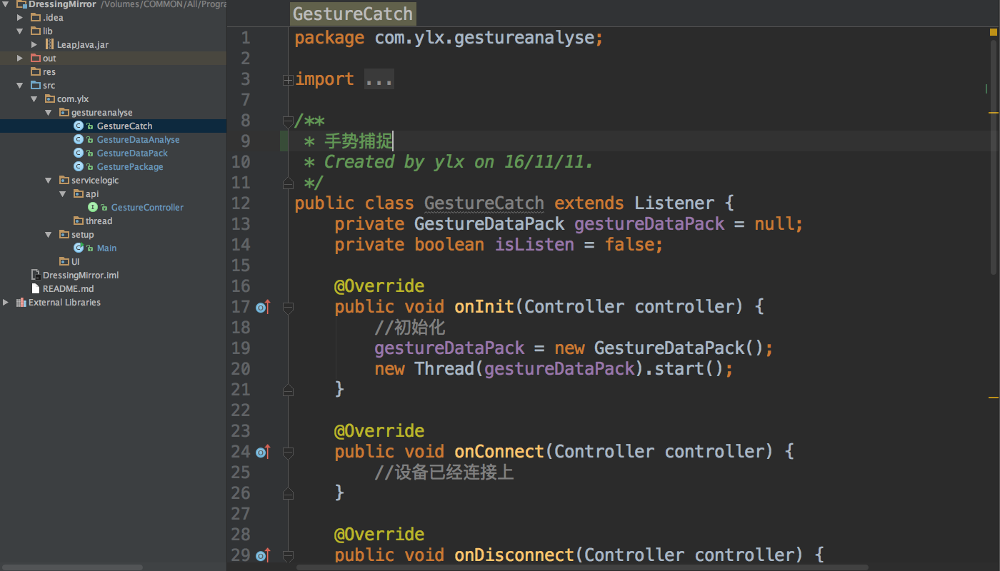 DressingMirror /Volumes/COMMON/All/Progra
.idea
lib
LeapJava.jar
out
res
src
com.ylx
gestureanalyse
GestureCatch
GestureDataAnalyse
GestureDataPack
GesturePackage
servicelogic
api
GestureController
thread
setup
Main
UI
DressingMirror.iml
README.md
External Libraries
GestureCatch
1 package com.ylx.gestureanalyse;
2
3 import ...
7
8 /**
9 * 手势捕捉
10 * Created by ylx on 16/11/11.
11 */
12 public class GestureCatch extends Listener {
13 private GestureDataPack gestureDataPack = null;
14 private boolean isListen = false;
15
16 @Override
17 public void onInit(Controller controller) {
18 //初始化
19 gestureDataPack = new GestureDataPack();
20 new Thread(gestureDataPack).start();
21 }
22
23 @Override
24 public void onConnect(Controller controller) {
25 //设备已经连接上
26 }
27
28 @Override
29 public void onDisconnect(Controller controller) {